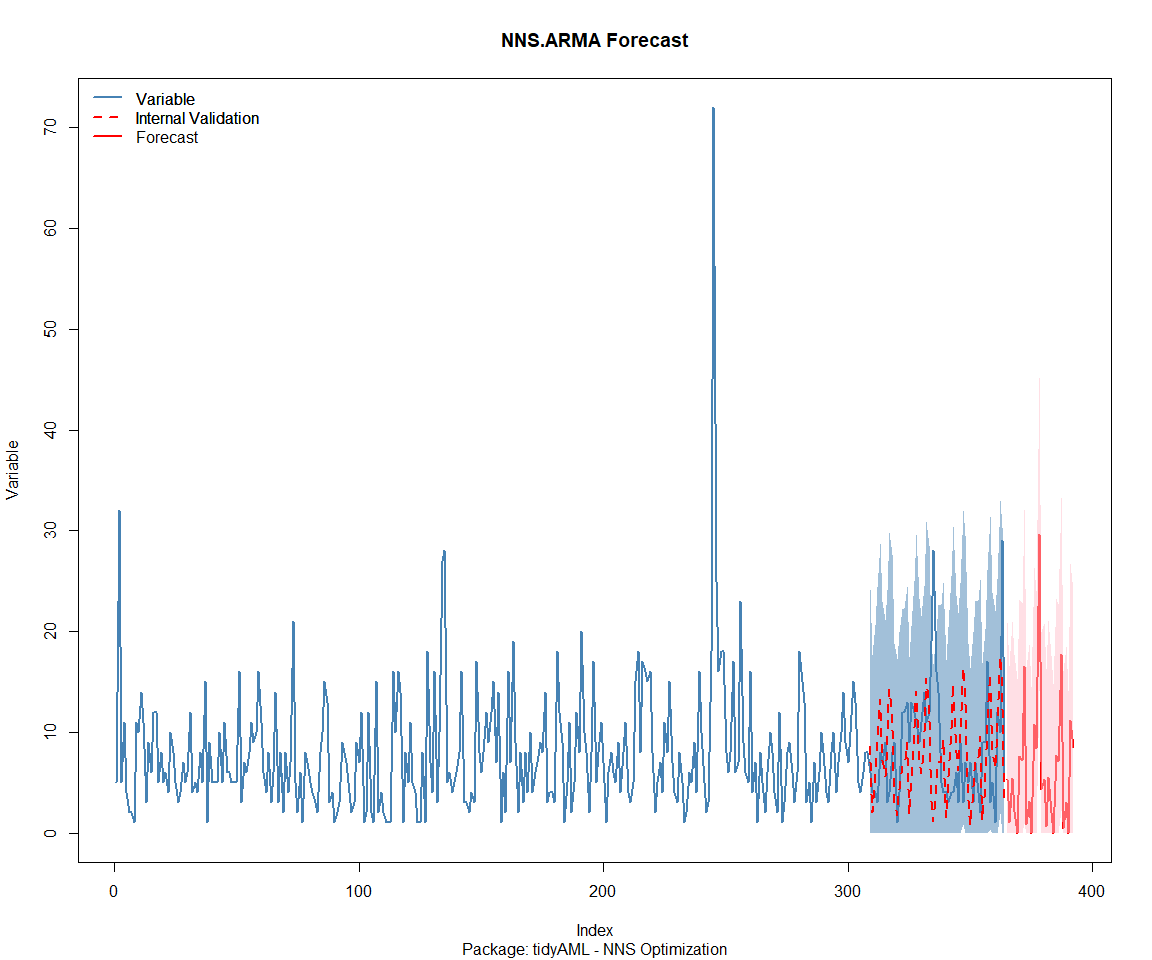 NNS.ARMA Forecast
Variable
Internal Validation
Forecast
70
60
50
40
30
20
10
0
Variable
0 100 200 300 400
Index
Package: tidyAML - NNS Optimization